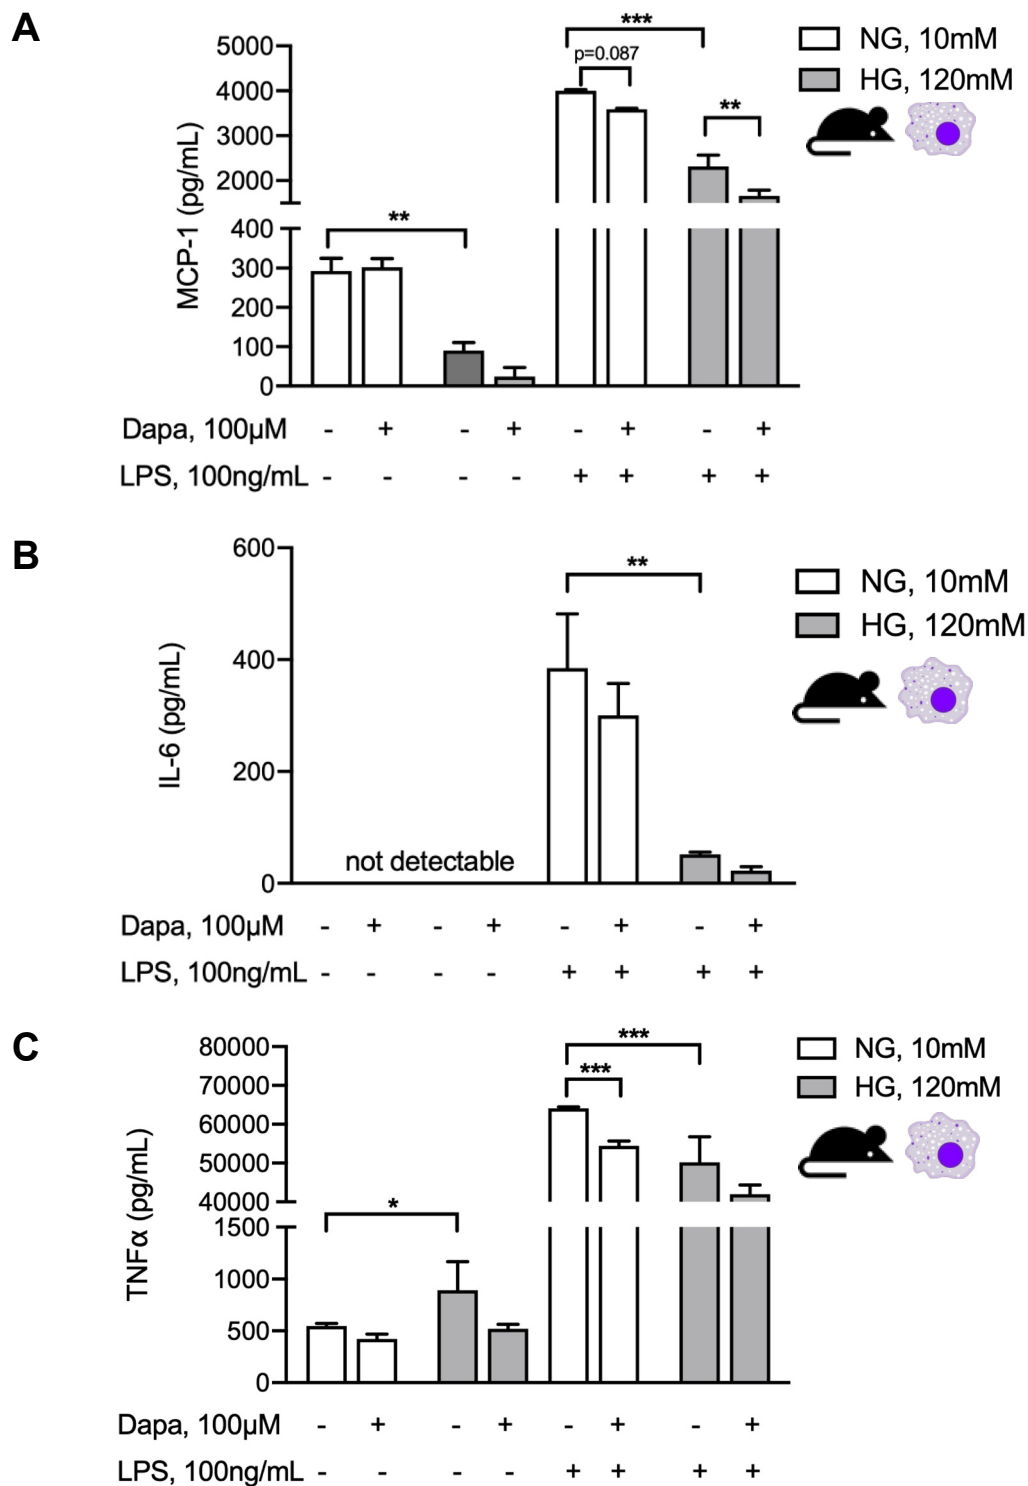 A
***
p=0.087
**
**
NG, 10mM
HG, 120mM
MCP-1 (pg/mL)
5000
4000
3000
2000
400
300
200
100
0
Dapa, 100µM - + - + - + - +
LPS, 100ng/mL - - - - + + + +
B
**
NG, 10mM
HG, 120mM
IL-6 (pg/mL)
600
400
200
0
not detectable
Dapa, 100µM - + - + - + - +
LPS, 100ng/mL - - - - + + + +
C
***
***
*
NG, 10mM
HG, 120mM
TNFα (pg/mL)
80000
70000
60000
50000
40000
1500
1000
500
0
Dapa, 100µM - + - + - + - +
LPS, 100ng/mL - - - - + + + +